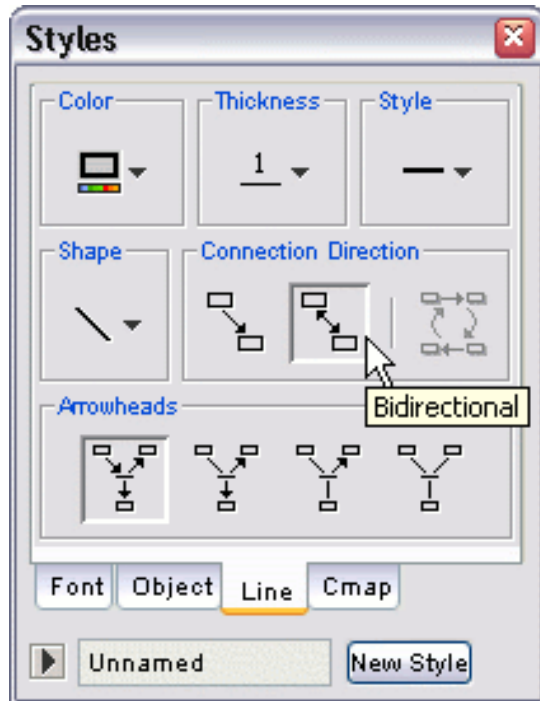 Styles
Color Thickness Style
1
Shape Connection Direction
Bidirectional
Arrowheads
Font Object Line Cmap
Unnamed New Style